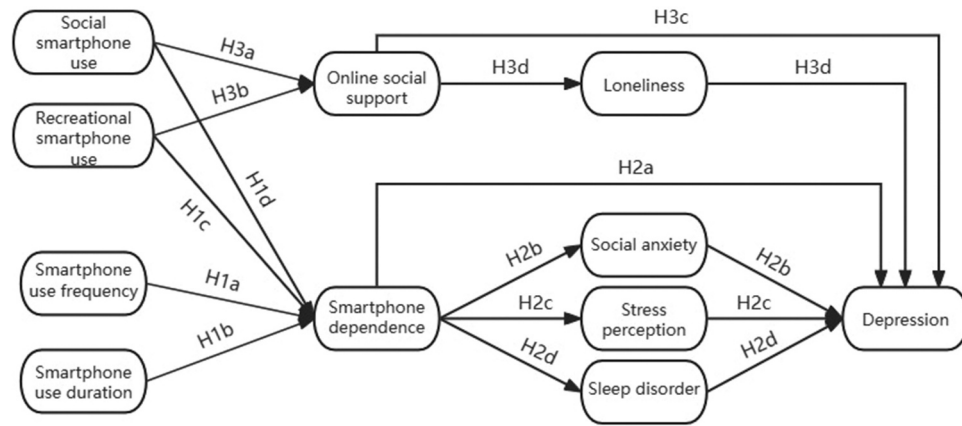 Social
smartphone
use
Recreational
smartphone
use
Smartphone
use frequency
Smartphone
use duration
H3a
H3b
H1d
H1c
H1a
H1b
Online social
support
Smartphone
dependence
H3c
H3d
Loneliness
H3d
H2a
H2b
Social anxiety
H2b
H2c
Stress
perception
H2c
H2d
Sleep disorder
H2d
Depression